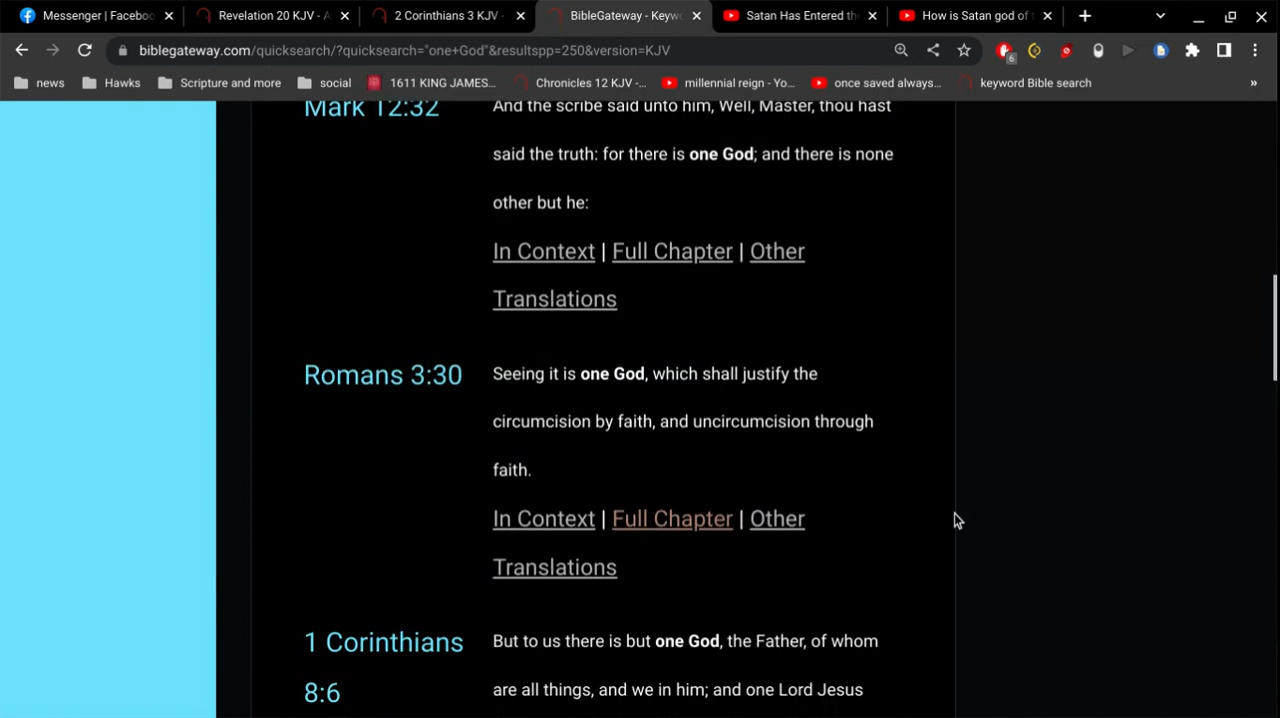 Messenger | Faceboo
Revelation 20 KJV - A
2 Corinthians 3 KJV -
BibleGateway - Keywo
Satan Has Entered the
How is Satan god of t
biblegateway.com/quicksearch/?quicksearch="one+God"&resultspp=250&version=KJV
6
news
Hawks
Scripture and more
social
1611 KING JAMES...
Chronicles 12 KJV -...
millennial reign - Yo...
once saved always...
keyword Bible search
»
Mark 12:32
And the scribe said unto him, Well, Master, thou hast
said the truth: for there is one God; and there is none
other but he:
In Context | Full Chapter | Other
Translations
Romans 3:30
Seeing it is one God, which shall justify the
circumcision by faith, and uncircumcision through
faith.
In Context | Full Chapter | Other
Translations
1 Corinthians
8:6
But to us there is but one God, the Father, of whom
are all things, and we in him; and one Lord Jesus